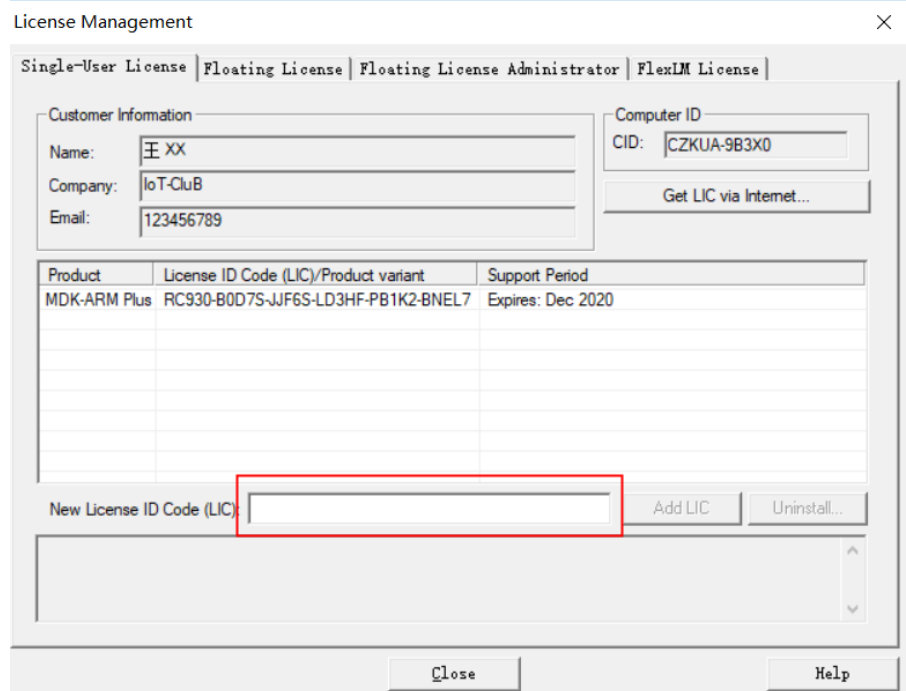 License Management
Single-User License Floating License Floating License Administrator FlexLM License
Customer Information
Name: 王 XX
Company: IoT-CluB
Email: 123456789
Computer ID
CID: CZKUA-9B3X0
Get LIC via Internet...
Product License ID Code (LIC)/Product variant Support Period
MDK-ARM Plus RC930-B0D7S-JJF6S-LD3HF-PB1K2-BNEL7 Expires: Dec 2020
New License ID Code (LIC): Add LIC Uninstall...
Close Help